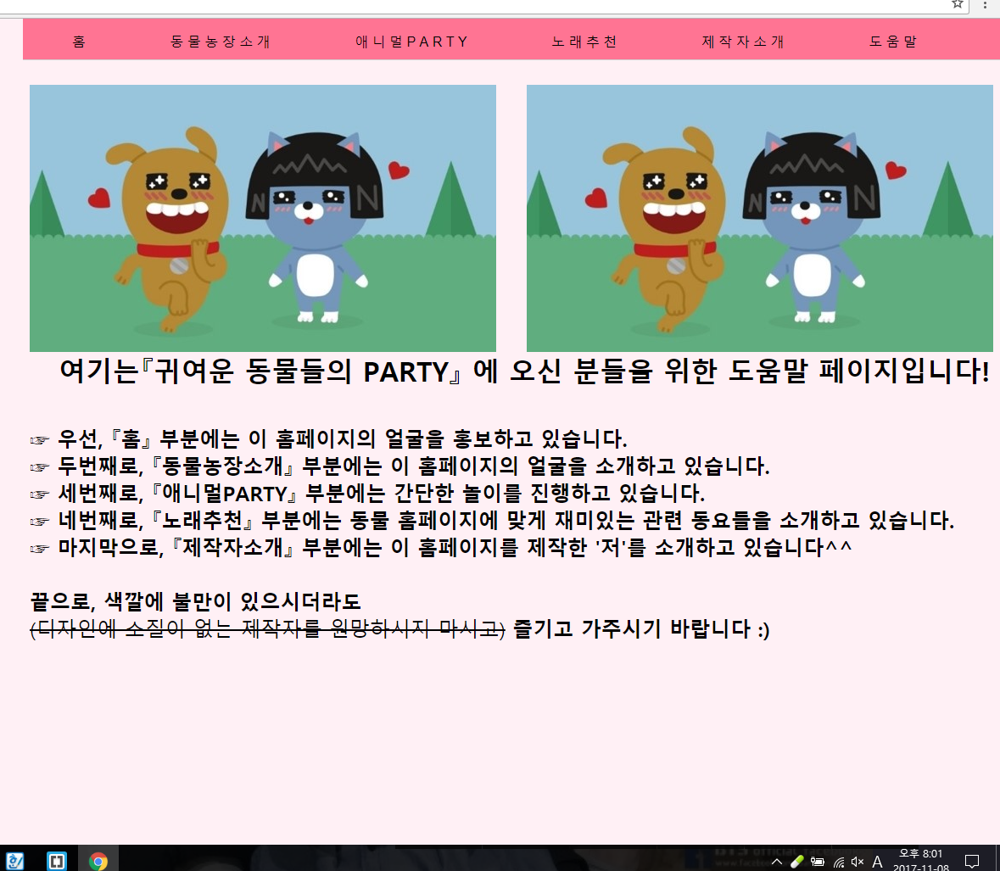 홈 동물농장소개 애니멀PARTY 노래추천 제작자소개 도움말
N N N N
여기는『귀여운 동물들의 PARTY』에 오신 분들을 위한 도움말 페이지입니다!
☞ 우선,『홈』부분에는 이 홈페이지의 얼굴을 홍보하고 있습니다.
☞ 두번째로,『동물농장소개』부분에는 이 홈페이지의 얼굴을 소개하고 있습니다.
☞ 세번째로,『애니멀PARTY』부분에는 간단한 놀이를 진행하고 있습니다.
☞ 네번째로,『노래추천』부분에는 동물 홈페이지에 맞게 재미있는 관련 동요들을 소개하고 있습니다.
☞ 마지막으로,『제작자소개』부분에는 이 홈페이지를 제작한 '저'를 소개하고 있습니다^^
끝으로, 색깔에 불만이 있으시더라도
(디자인에 소질이 없는 제작자를 원망하시지 마시고) 즐기고 가주시기 바랍니다 :)
A 오후 8:01
2017-11-08